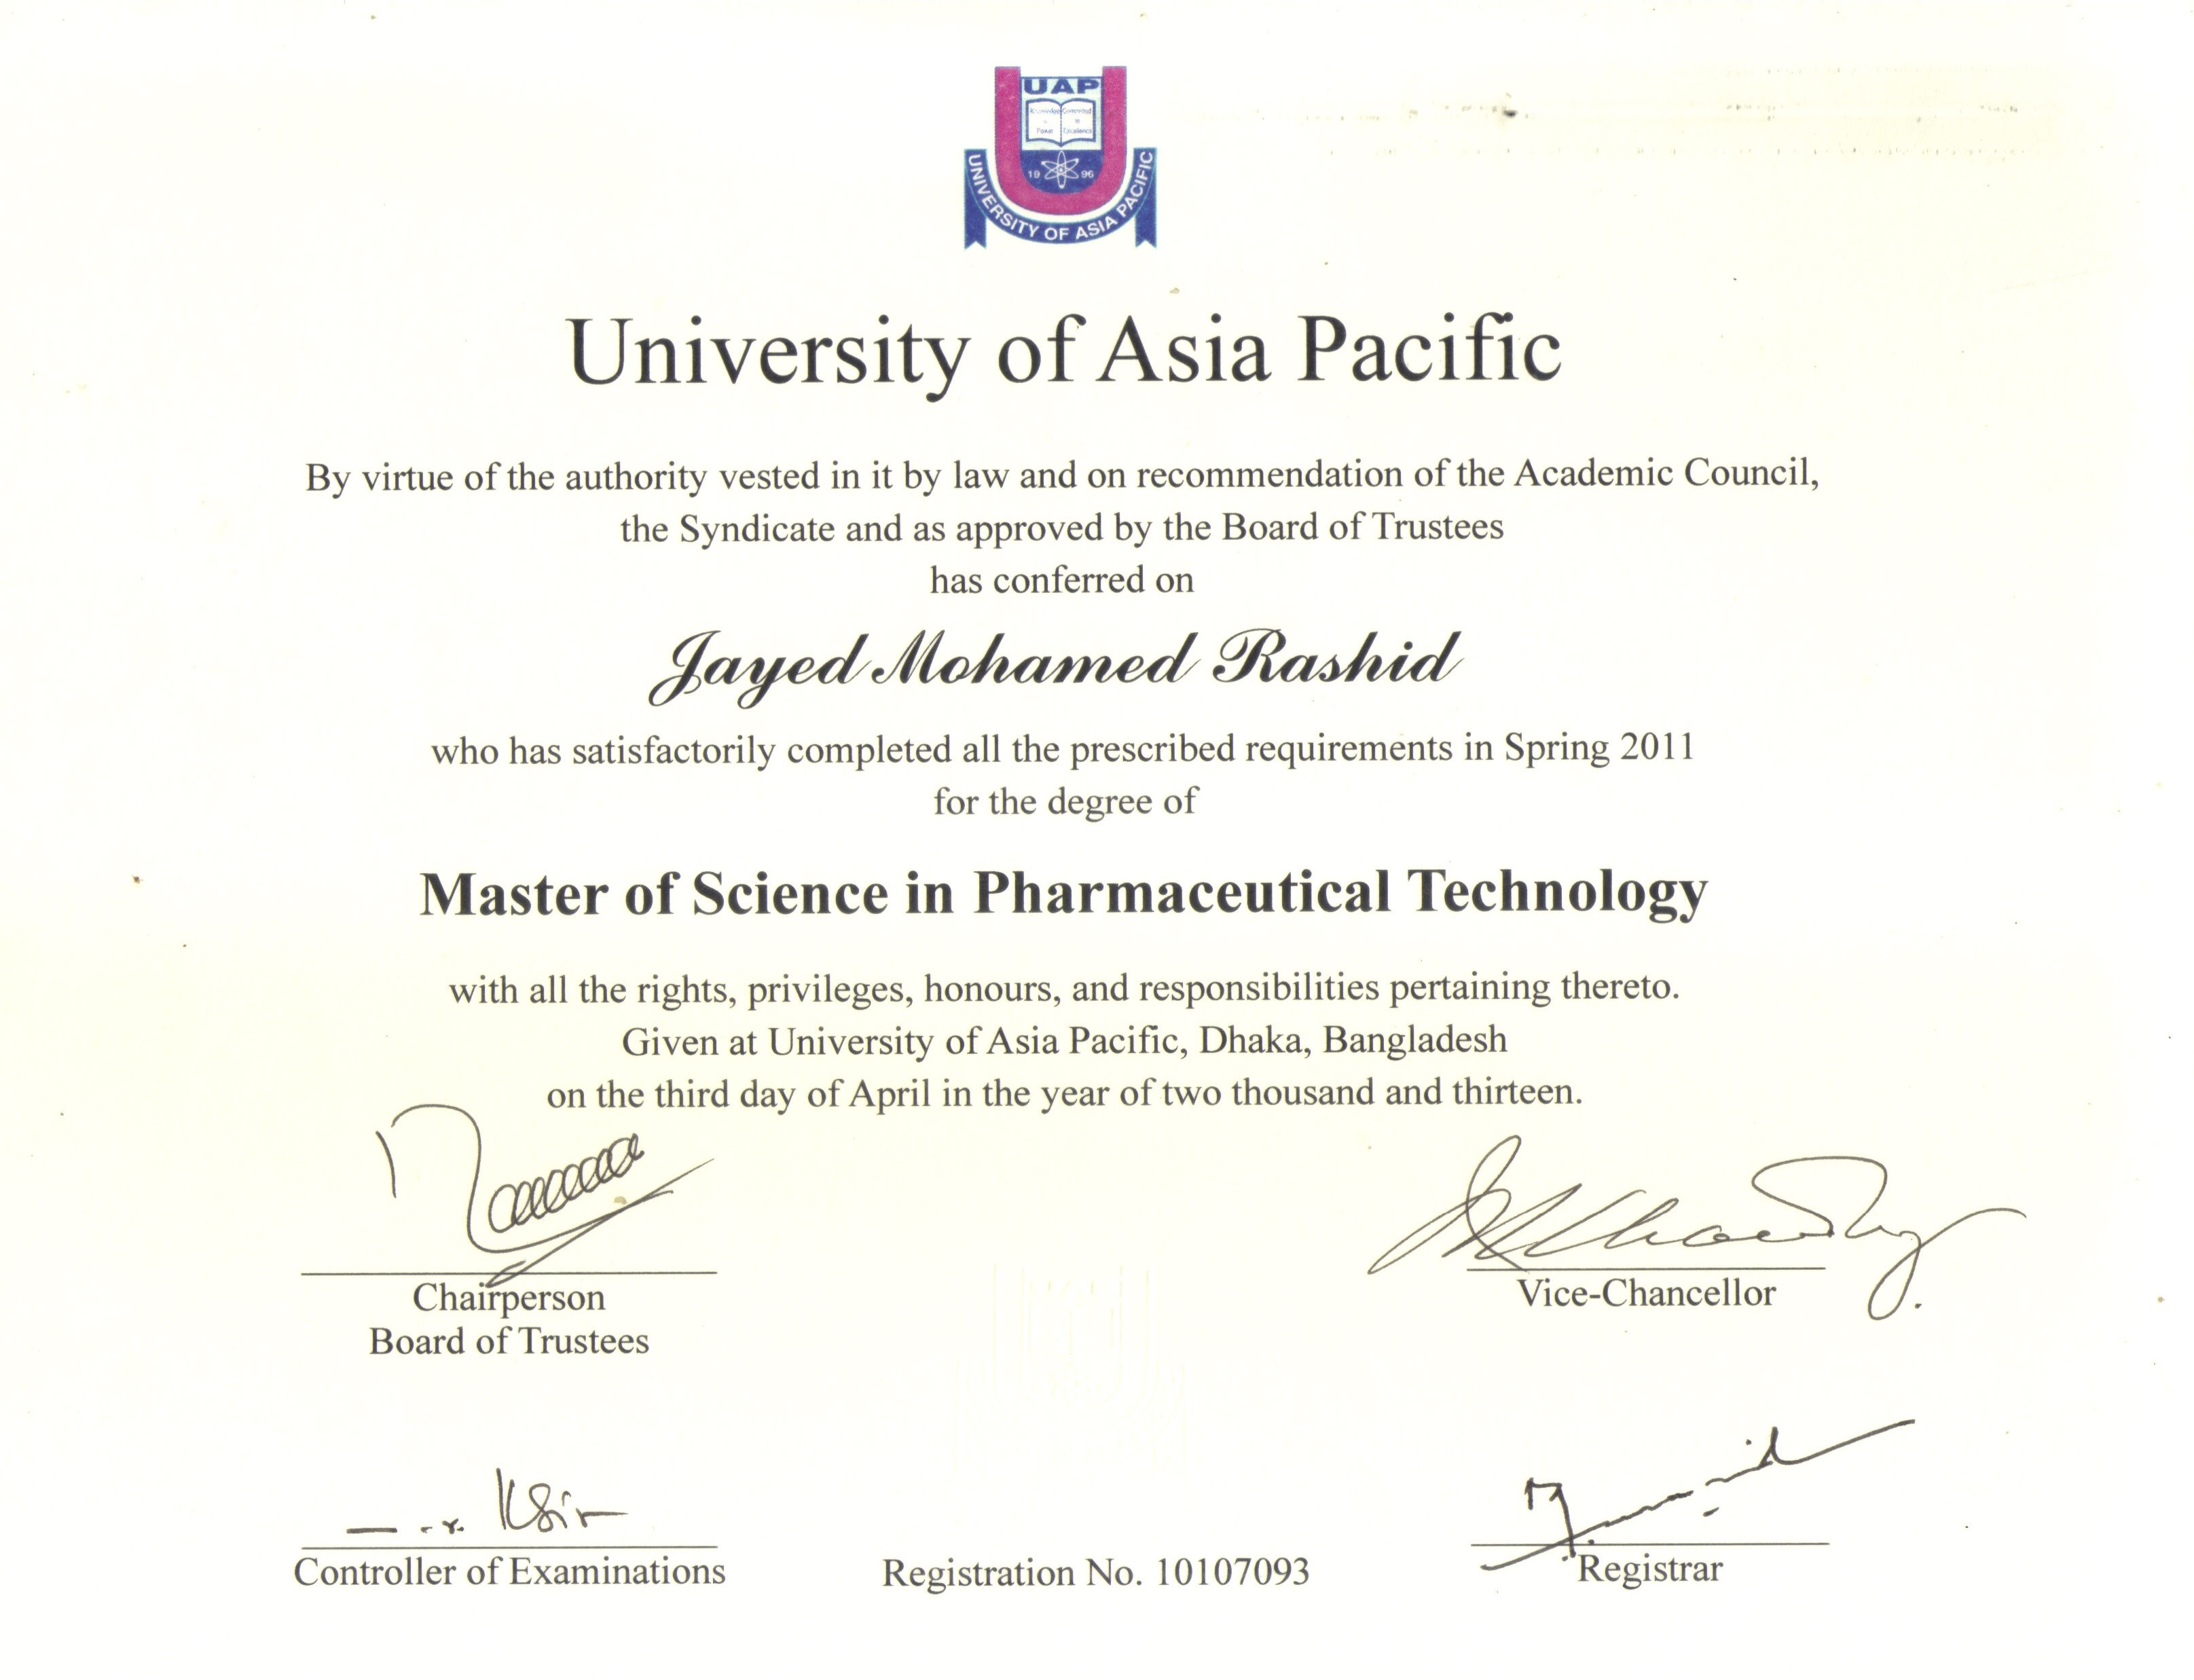 UAP
Knowledge is Power
Committed to Excellence
19 96
UNIVERSITY OF ASIA PACIFIC
University of Asia Pacific
By virtue of the authority vested in it by law and on recommendation of the Academic Council,
the Syndicate and as approved by the Board of Trustees
has conferred on
Jayed Mohamed Rashid
who has satisfactorily completed all the prescribed requirements in Spring 2011
for the degree of
Master of Science in Pharmaceutical Technology
with all the rights, privileges, honours, and responsibilities pertaining thereto.
Given at University of Asia Pacific, Dhaka, Bangladesh
on the third day of April in the year of two thousand and thirteen.
Chairperson
Board of Trustees
Vice-Chancellor
Controller of Examinations
Registration No. 10107093
Registrar